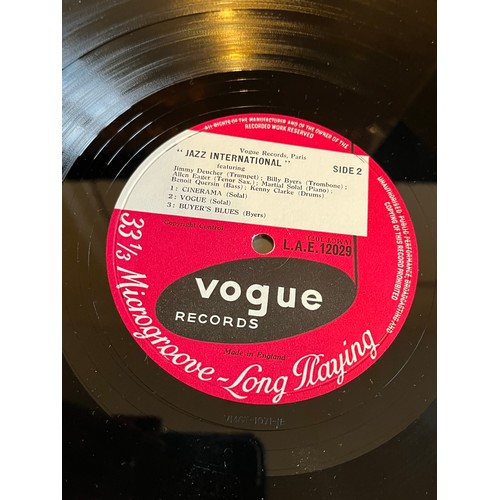 ALL RIGHTS OF THE MANUFACTURER AND OF THE OWNER OF THE
RECORDED WORK RESERVED
UNAUTHORISED PUBLIC PERFORMANCE, BROADCASTING AND
COPYING OF THIS RECORD PROHIBITED
Vogue Records, Paris
" JAZZ INTERNATIONAL "
SIDE 2
featuring
Jimmy Deucher (Trumpet); Billy Byers (Trombone);
Allen Eager (Tenor Sax.); Martial Solal (Piano);
Benoit Quersin (Bass); Kenny Clarke (Drums)
1: CINERAMA (Solal)
2: VOGUE (Solal)
3: BUYER'S BLUES (Byers)
Copyright Control
L.A.E.12029
vogue
RECORDS
Made in England
33 1/3 Microgroove-Long Playing